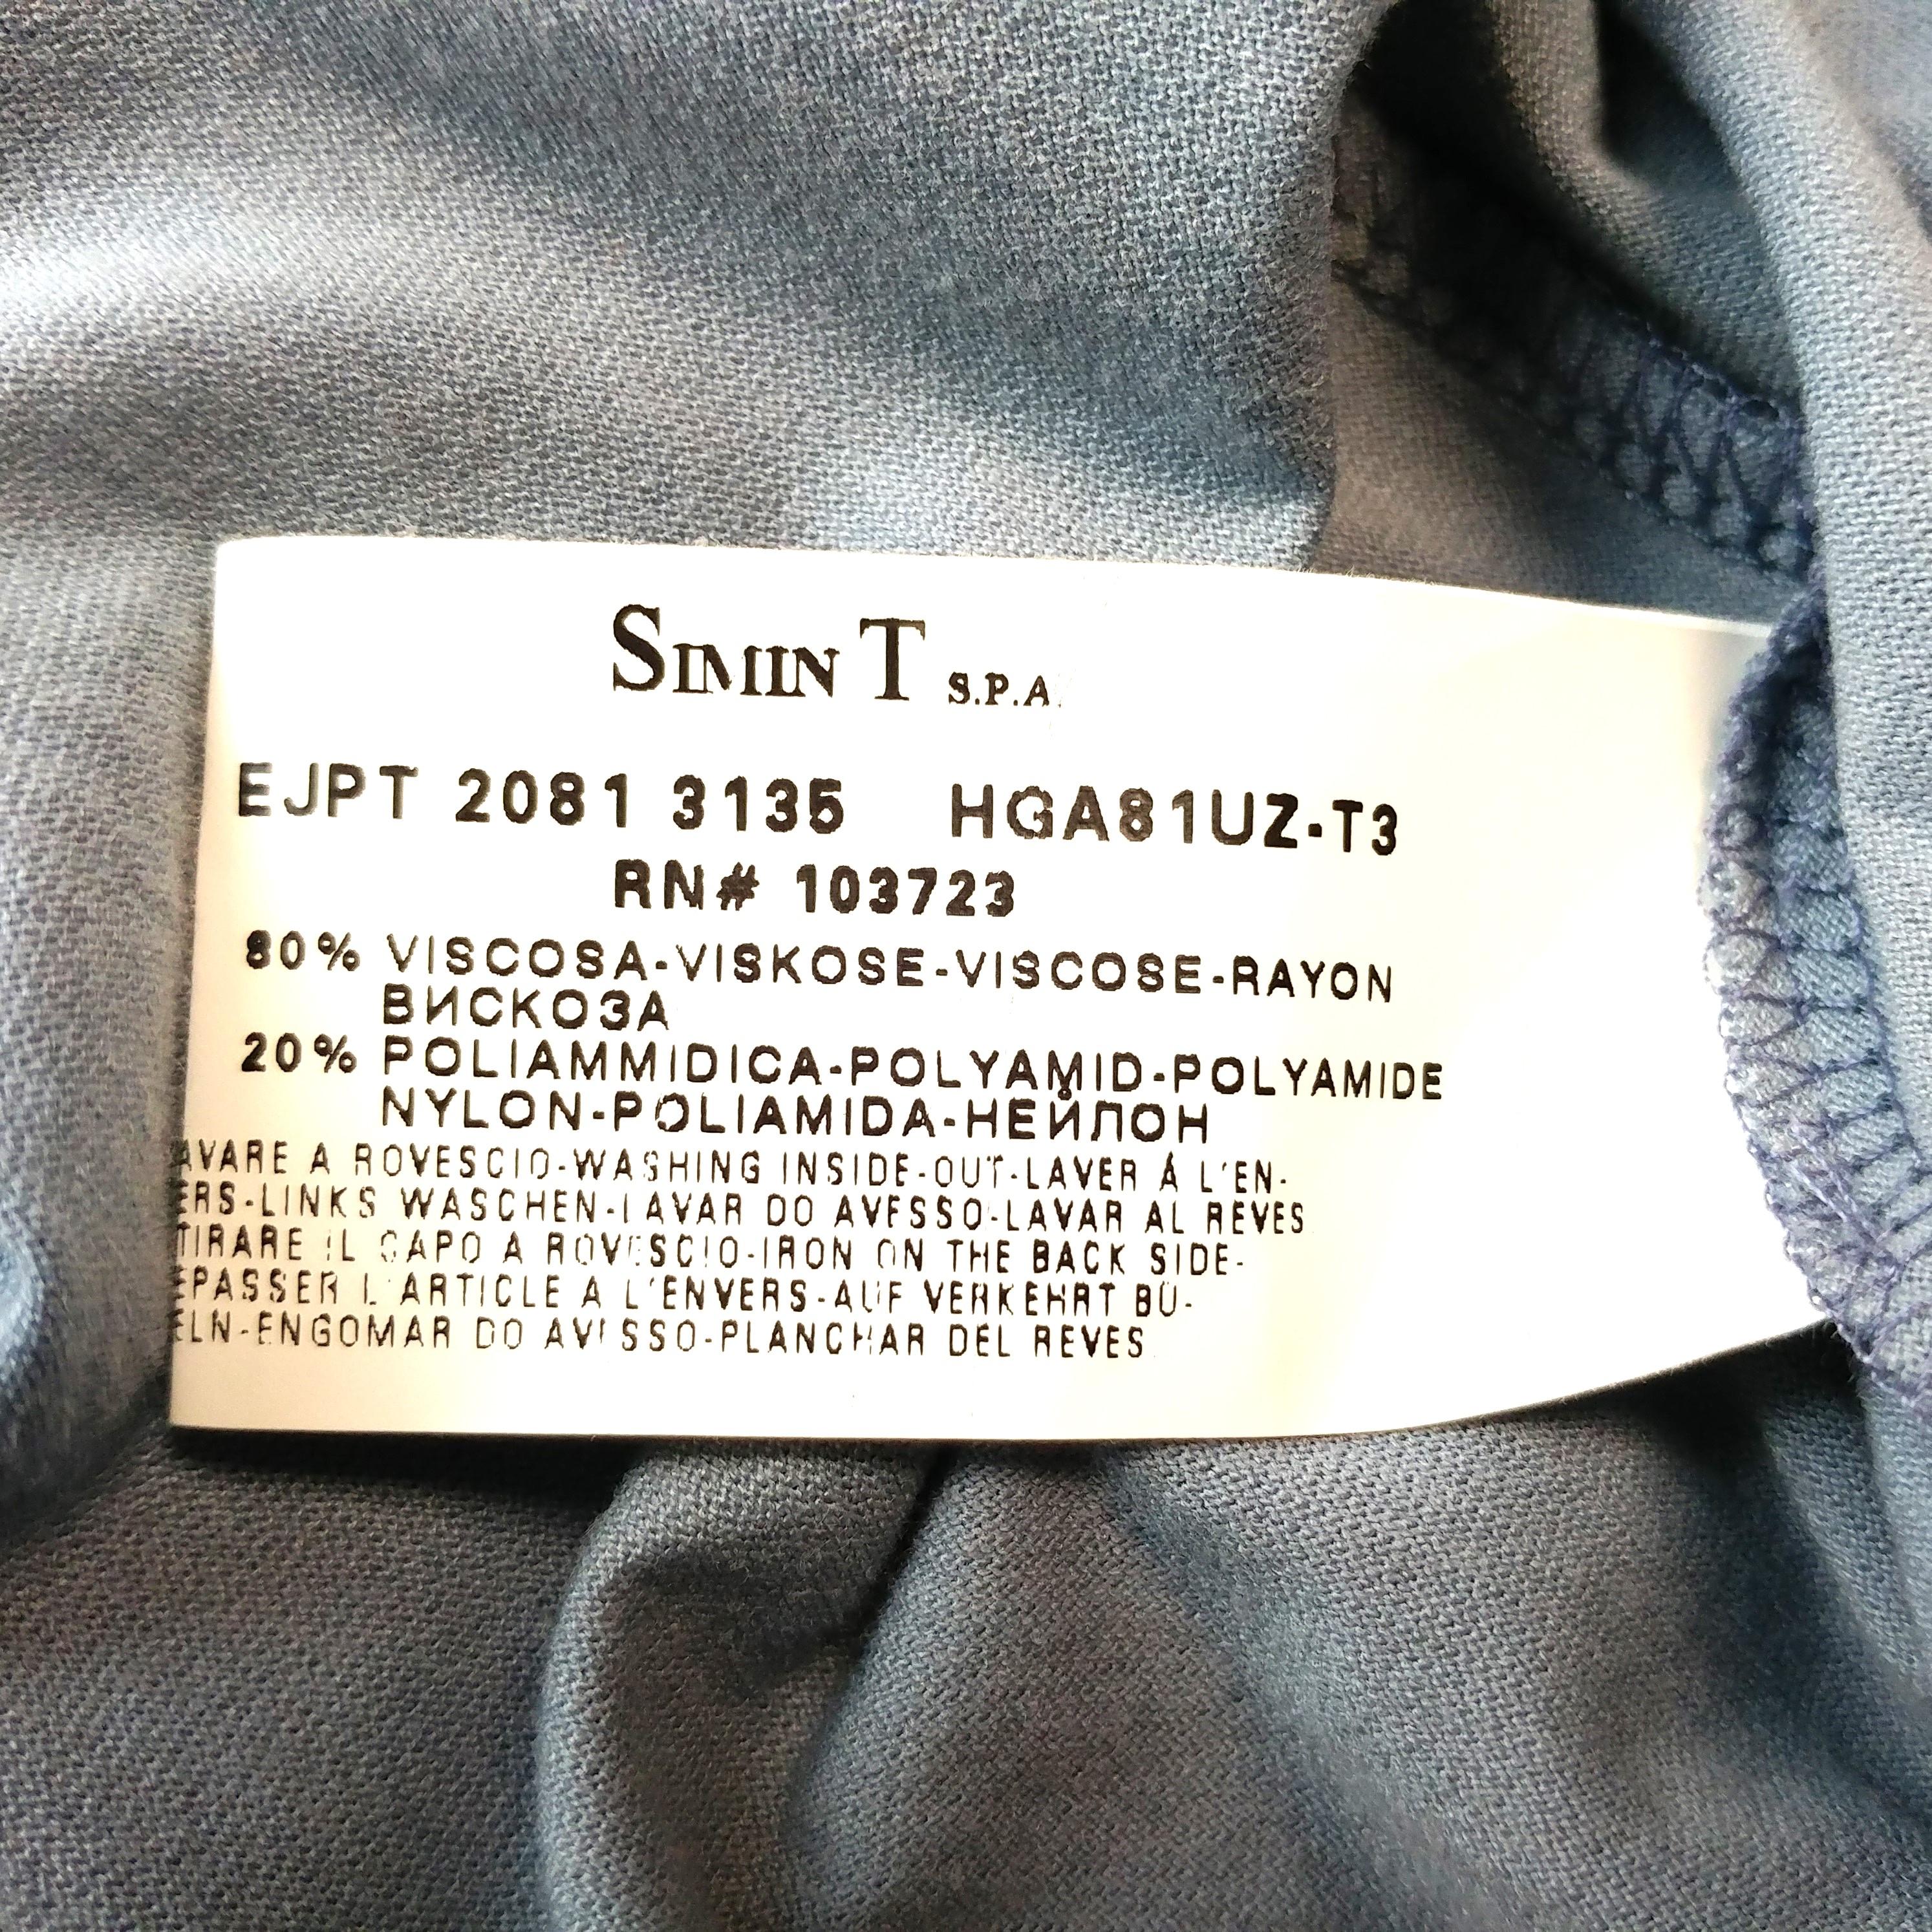 SIMIN T S.P.A.
EJPT 2081 3135 HGA81UZ-T3
RN# 103723
80% VISCOSA-VISKOSE-VISCOSE-RAYON
ВИСКОЗА
20% POLIAMMIDICA-POLYAMID-POLYAMIDE
NYLON-POLIAMIDA-НЕЙЛОН
AVARE A ROVESCIO-WASHING INSIDE-OUT-LAVER À L'EN-
ERS-LINKS WASCHEN-LAVAR DO AVESSO-LAVAR AL REVES
TIRARE IL CAPO A ROVESCIO-IRON ON THE BACK SIDE-
EPASSER L'ARTICLE A L'ENVERS-AUF VERKEHRT BÜ-
ELN-ENGOMAR DO AVESSO-PLANCHAR DEL REVES